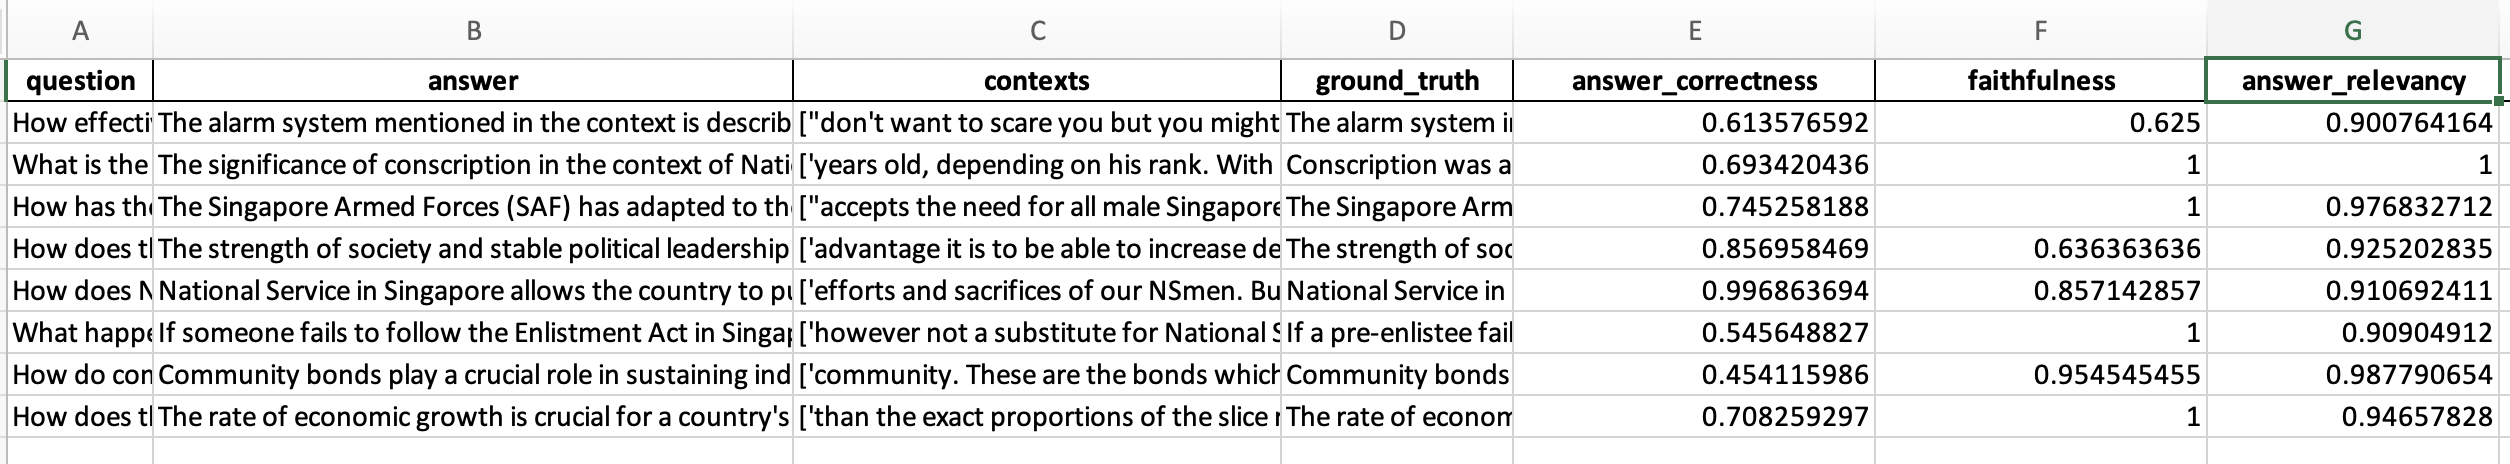 A B C D E F G
question answer contexts ground_truth answer_correctness faithfulness answer_relevancy
How effecti The alarm system mentioned in the context is describ ["don't want to scare you but you might The alarm system i 0.613576592 0.625 0.900764164
What is the The significance of conscription in the context of Nati ['years old, depending on his rank. With Conscription was a 0.693420436 1 1
How has the The Singapore Armed Forces (SAF) has adapted to th ["accepts the need for all male Singapore The Singapore Arm 0.745258188 1 0.976832712
How does t The strength of society and stable political leadership ['advantage it is to be able to increase de The strength of soc 0.856958469 0.636363636 0.925202835
How does N National Service in Singapore allows the country to pu ['efforts and sacrifices of our NSmen. Bu National Service in 0.996863694 0.857142857 0.910692411
What happe If someone fails to follow the Enlistment Act in Singap ['however not a substitute for National S If a pre-enlistee fail 0.545648827 1 0.90904912
How do com Community bonds play a crucial role in sustaining ind ['community. These are the bonds which Community bonds 0.454115986 0.954545455 0.987790654
How does t The rate of economic growth is crucial for a country's ['than the exact proportions of the slice The rate of econom 0.708259297 1 0.94657828